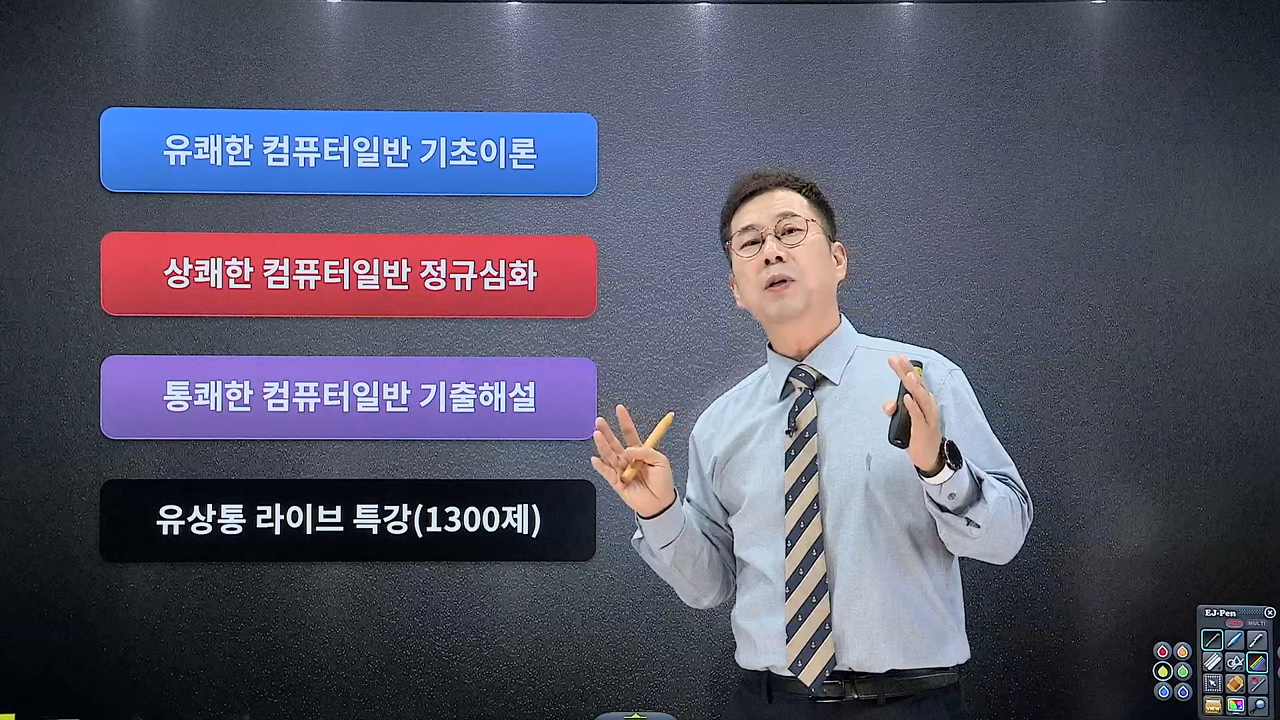 유쾌한 컴퓨터일반 기초이론
상쾌한 컴퓨터일반 정규심화
통쾌한 컴퓨터일반 기출해설
유상통 라이브 특강(1300제)
EJ-Pen
MULTI
VIEW